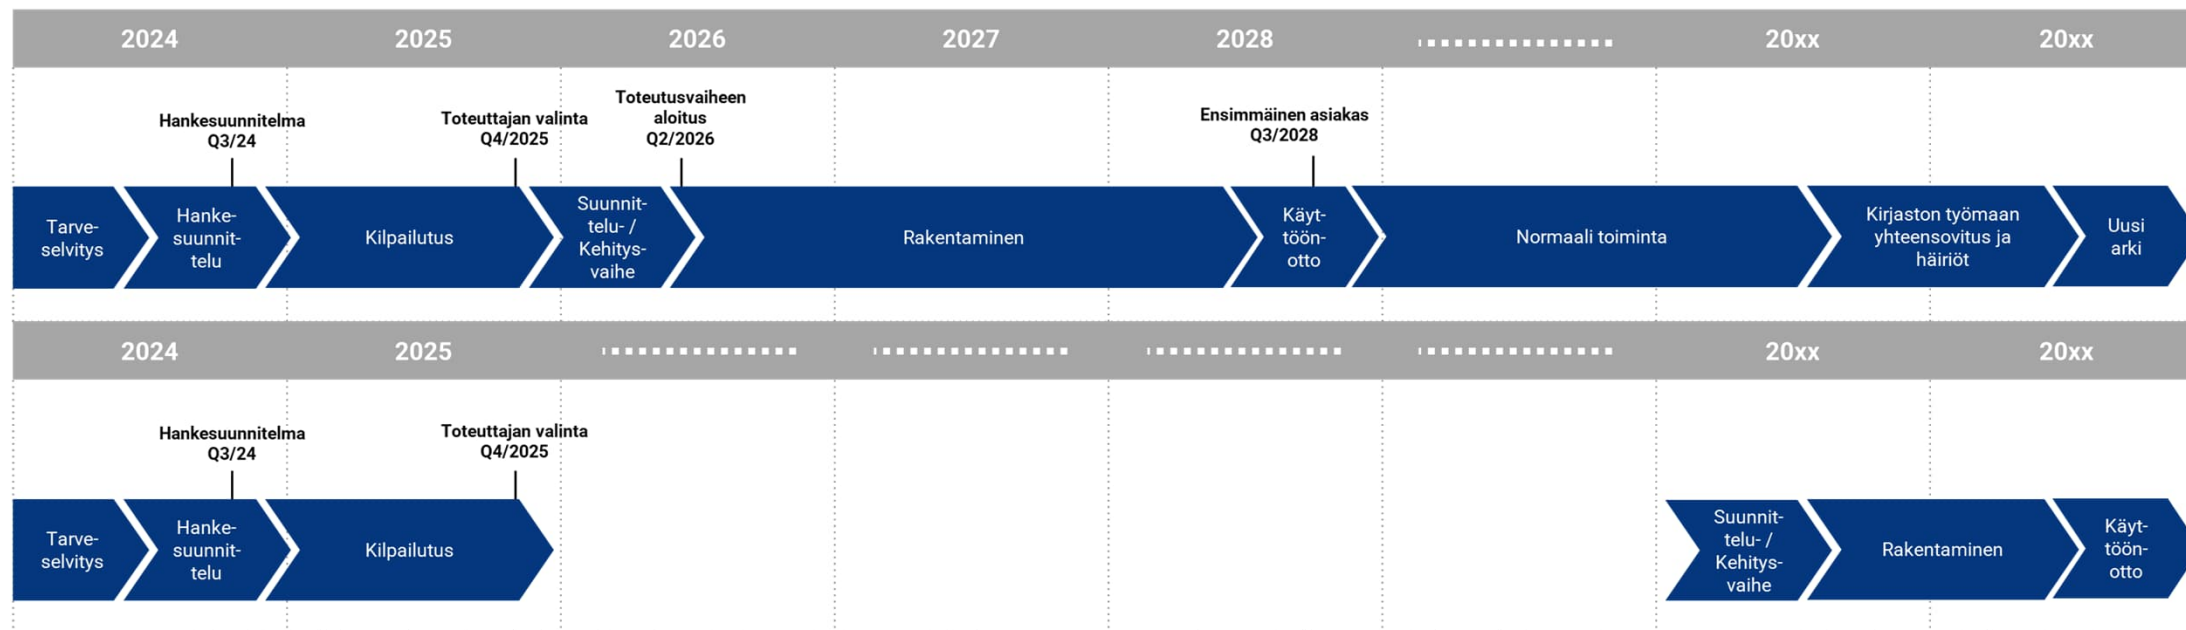 2024 2025 2026 2027 2028 20xx 20xx
Hankesuunnitelma
Q3/24
Toteuttajan valinta
Q4/2025
Toteutusvaiheen
aloitus
Q2/2026
Ensimmäinen asiakas
Q3/2028
Tarve-
selvitys
Hanke-
suunnit-
telu
Kilpailutus
Suunnit-
telu- /
Kehitys-
vaihe
Rakentaminen
Käyt-
töön-
otto
Normaali toiminta
Kirjaston työmaan
yhteensovitus ja
häiriöt
Uusi
arki
2024 2025 20xx 20xx
Hankesuunnitelma
Q3/24
Toteuttajan valinta
Q4/2025
Tarve-
selvitys
Hanke-
suunnit-
telu
Kilpailutus
Suunnit-
telu- /
Kehitys-
vaihe
Rakentaminen
Käyt-
töön-
otto